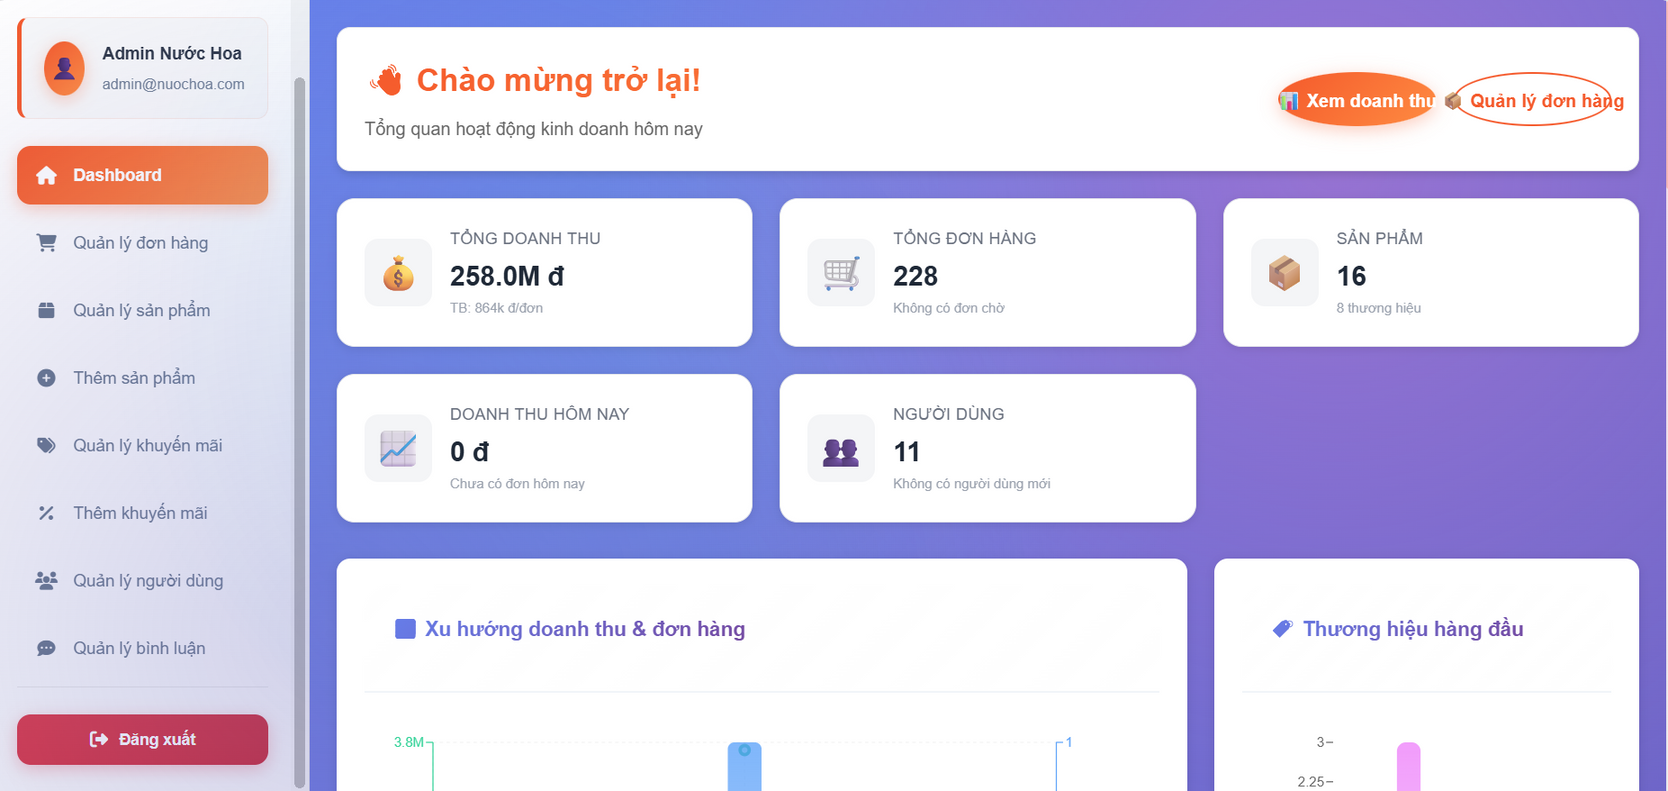 Admin Nước Hoa
admin@nuochoa.com
Dashboard
Quản lý đơn hàng
Quản lý sản phẩm
Thêm sản phẩm
Quản lý khuyến mãi
Thêm khuyến mãi
Quản lý người dùng
Quản lý bình luận
Đăng xuất
Chào mừng trở lại!
Tổng quan hoạt động kinh doanh hôm nay
Xem doanh thu
Quản lý đơn hàng
TỔNG DOANH THU
258.0M đ
TB: 864k đ/đơn
TỔNG ĐƠN HÀNG
228
Không có đơn chờ
SẢN PHẨM
16
8 thương hiệu
DOANH THU HÔM NAY
0 đ
Chưa có đơn hôm nay
NGƯỜI DÙNG
11
Không có người dùng mới
Xu hướng doanh thu & đơn hàng
3.8M
1
Thương hiệu hàng đầu
3
2.25